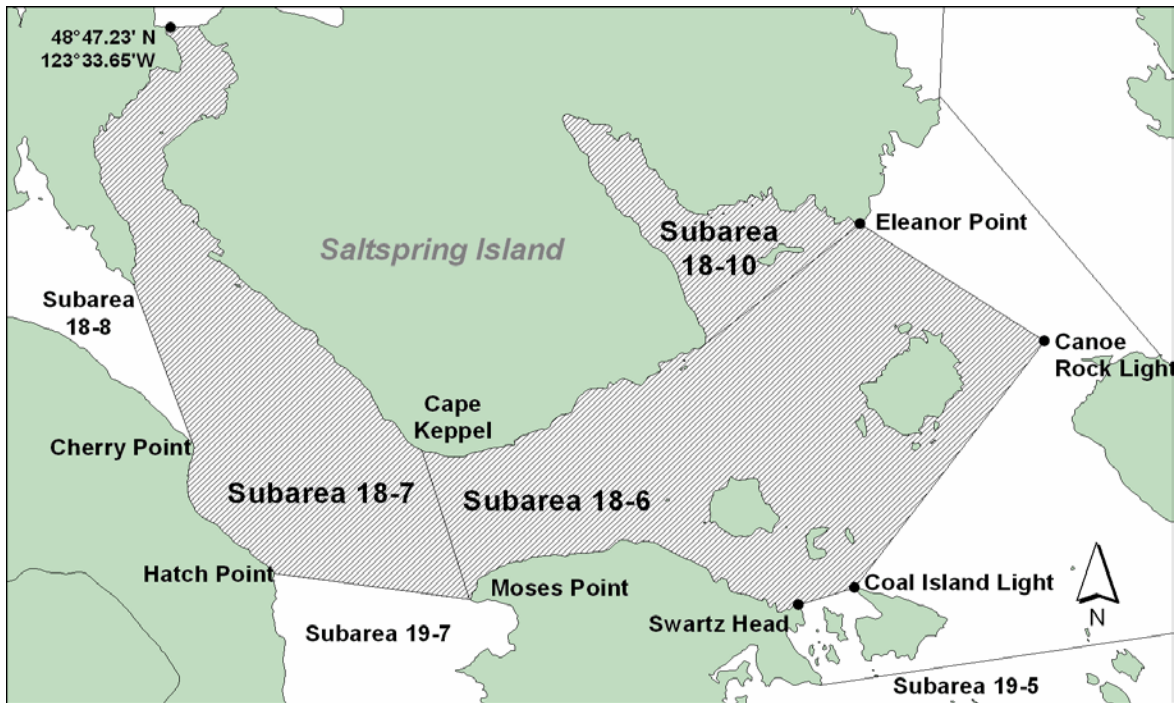 48°47.23' N
123°33.65'W
Eleanor Point
Subarea
18-10
Saltspring Island
Subarea
18-8
Canoe
Rock Light
Cape
Keppel
Cherry Point
Subarea 18-7
Subarea 18-6
Hatch Point
Moses Point
Coal Island Light
Swartz Head
N
Subarea 19-7
Subarea 19-5